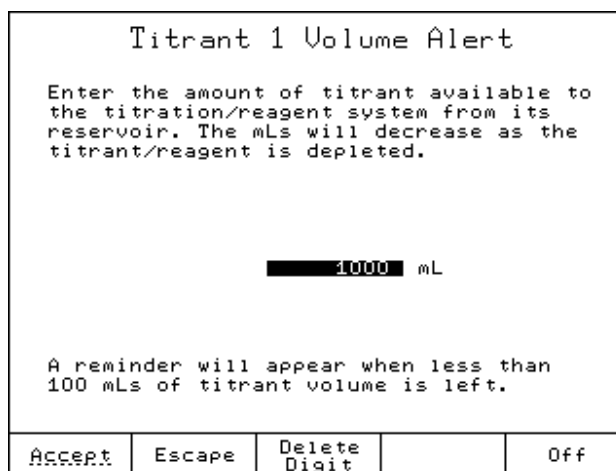 Titrant 1 Volume Alert
Enter the amount of titrant available to
the titration/reagent system from its
reservoir. The mLs will decrease as the
titrant/reagent is depleted.
1000 mL
A reminder will appear when less than
100 mLs of titrant volume is left.
Accept Escape Delete Digit Off